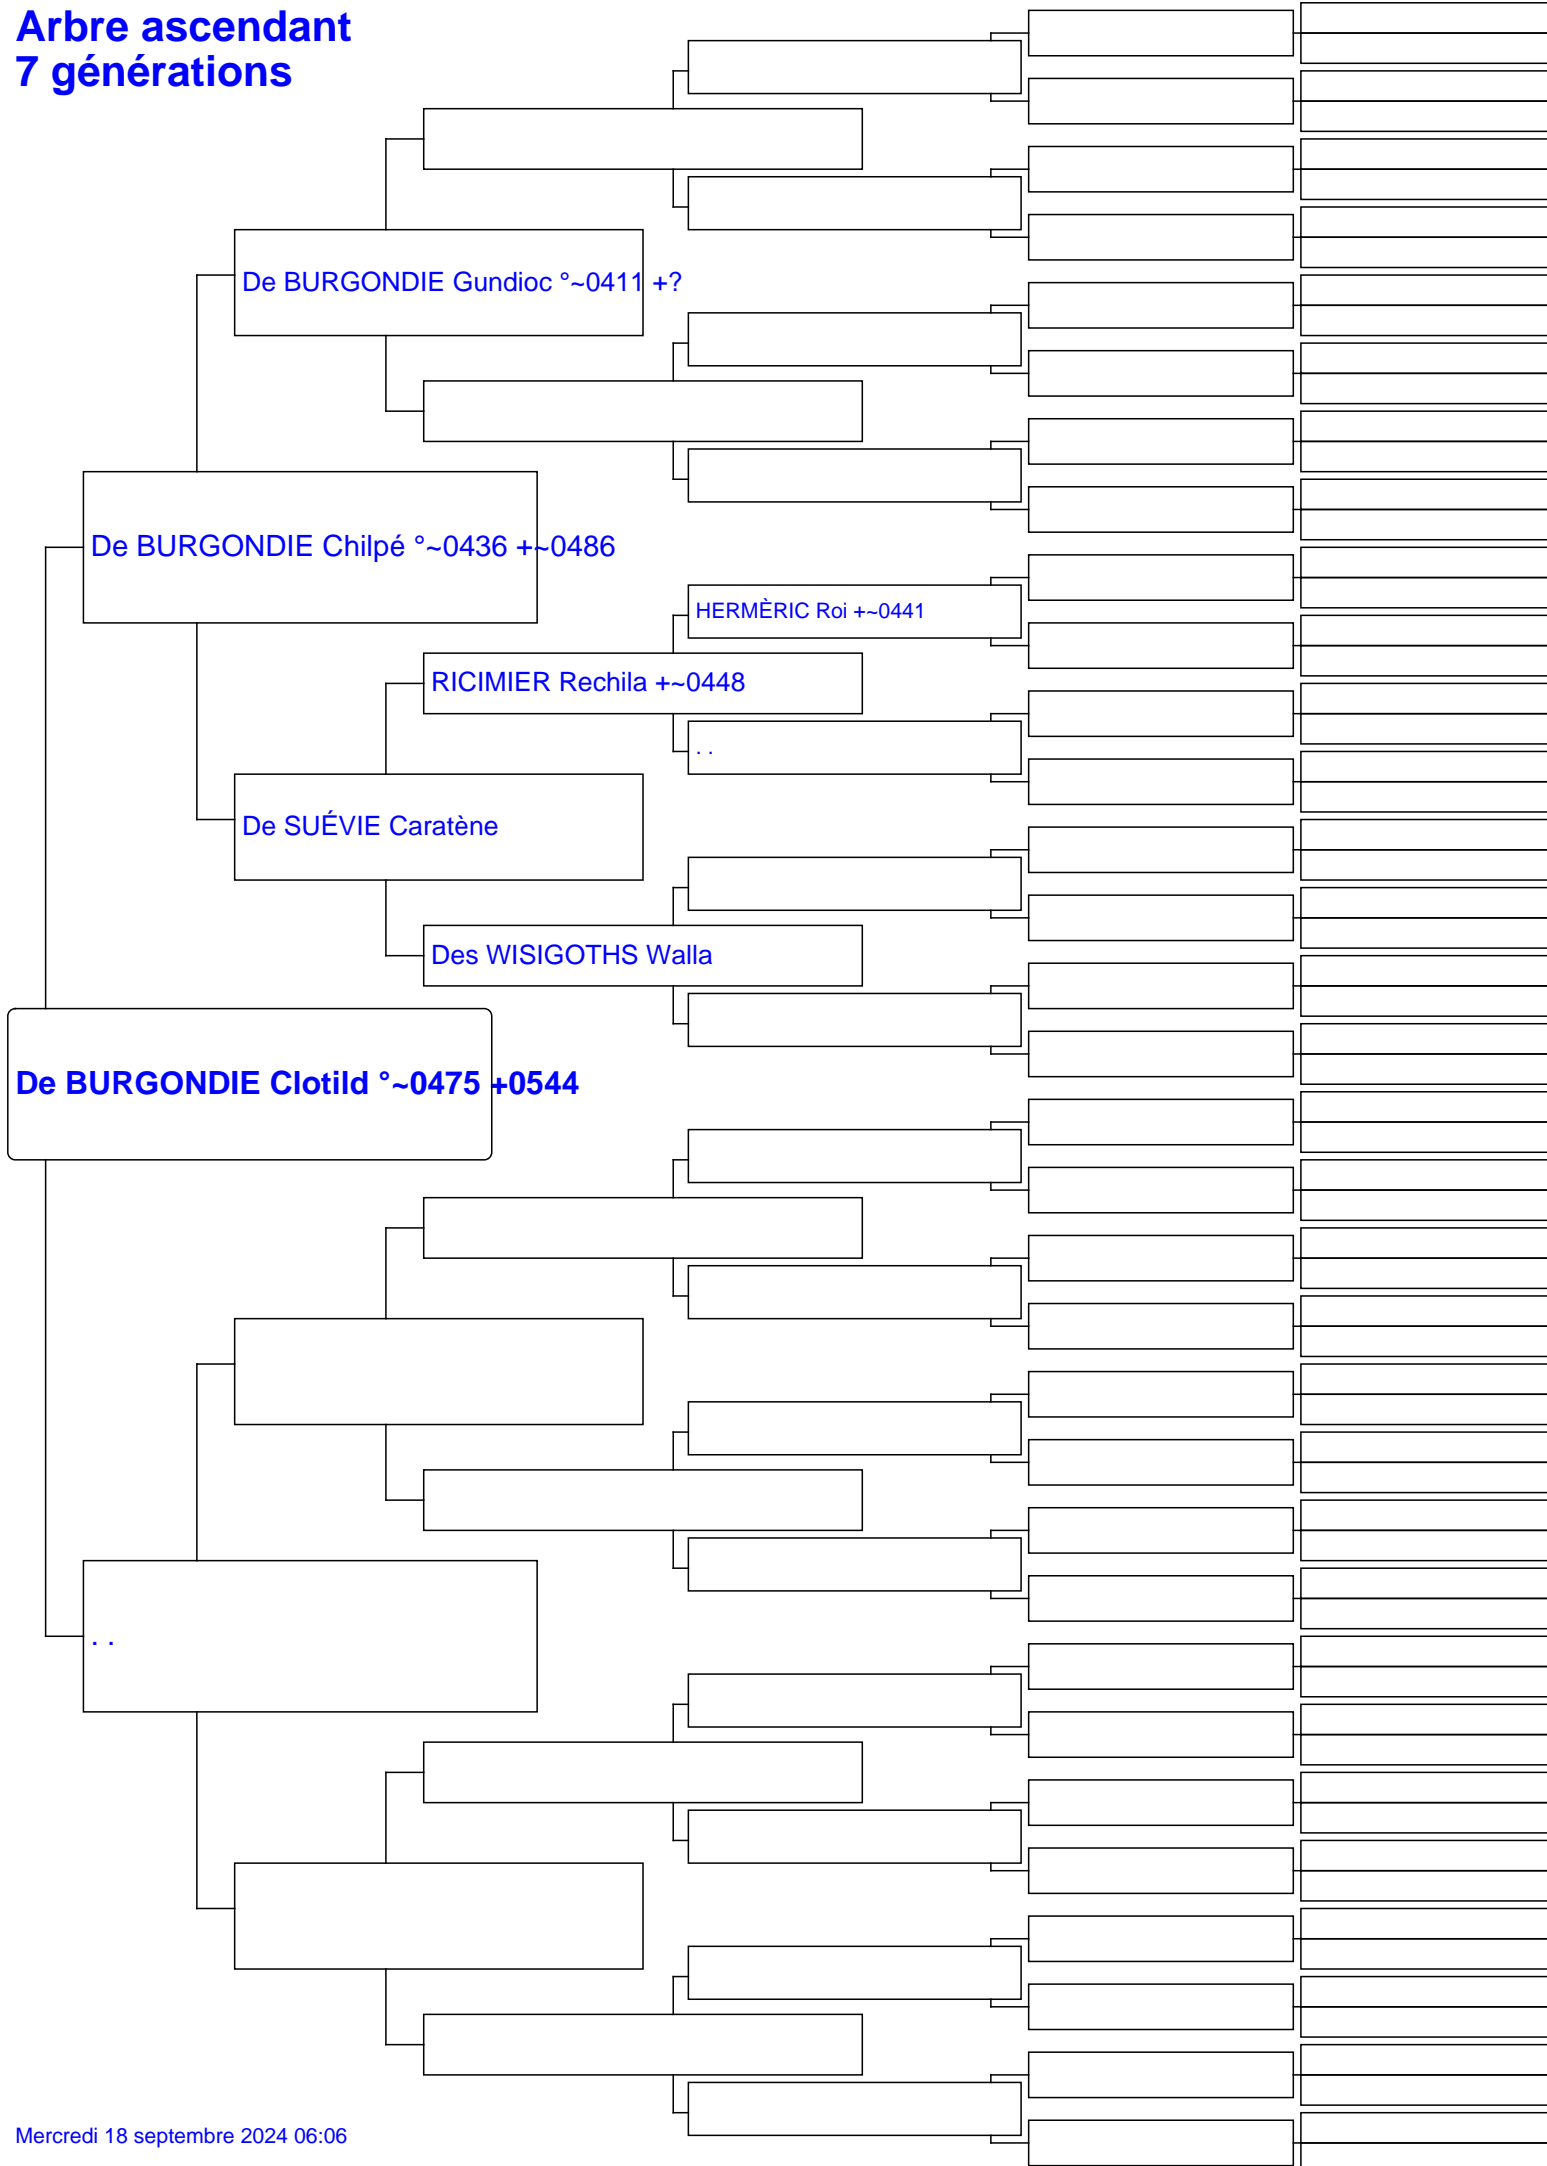 Arbre ascendant
7 générations
De BURGONDIE Gundioc °~0411 +?
De BURGONDIE Chilpé °~0436 +~0486
HERMÈRIC Roi +~0441
RICIMIER Rechila +~0448
. .
De SUÉVIE Caratène
Des WISIGOTHS Walla
De BURGONDIE Clotild °~0475 +0544
. .
Mercredi 18 septembre 2024 06:06